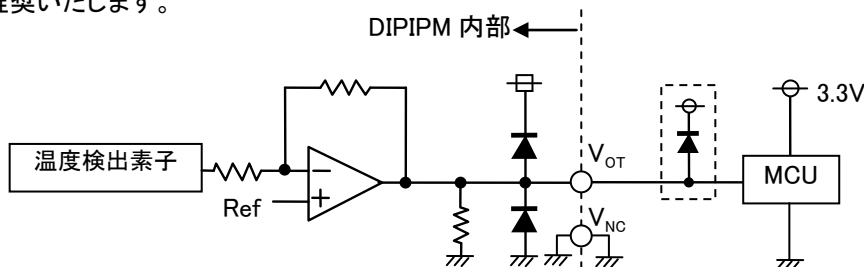 推奨いたします。
DIPIPM 内部
3.3V
温度検出素子
VOT
MCU
Ref
VNC